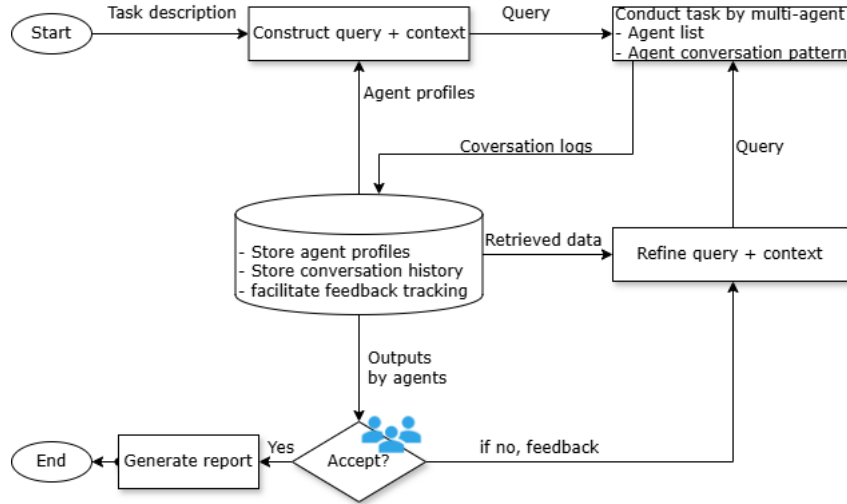 Task description
Start
Construct query + context
Query
Conduct task by multi-agent
- Agent list
- Agent conversation pattern
Agent profiles
Coversation logs
Query
- Store agent profiles
- Store conversation history
- facilitate feedback tracking
Retrieved data
Refine query + context
Outputs
by agents
End
Generate report
Yes
Accept?
if no, feedback